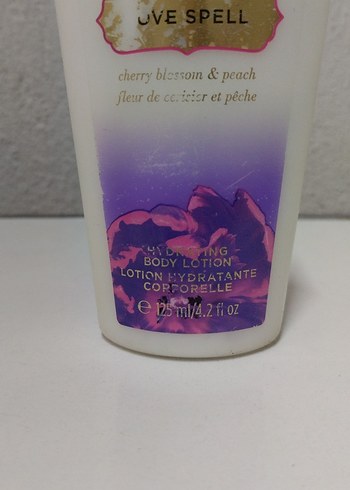 OVE SPELL
cherry blossom & peach
fleur de cerisier et pêche
HYDRATING
BODY LOTION
LOTION HYDRATANTE
CORPORELLE
℮ 125 ml/4.2 fl oz